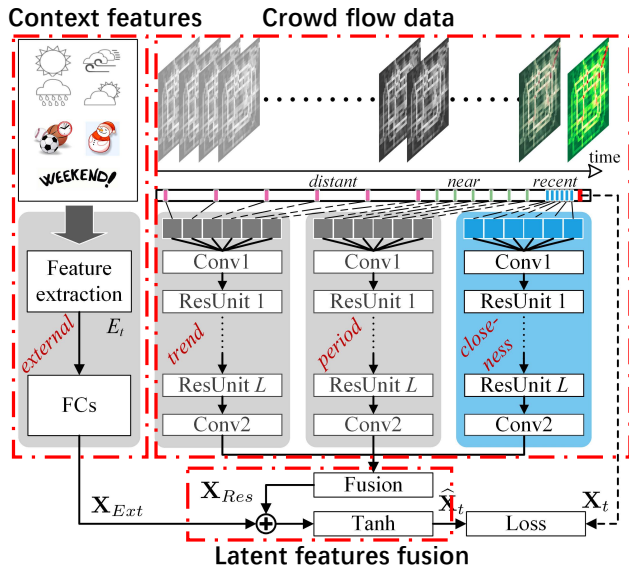 Context features
Crowd flow data
WEEKEND!
time
distant near recent
Feature extraction
E_t
external
FCs
Conv1
ResUnit 1
trend
ResUnit L
Conv2
Conv1
ResUnit 1
period
ResUnit L
Conv2
Conv1
ResUnit 1
close-
ness
ResUnit L
Conv2
X_Ext
X_Res
Fusion
Tanh
X̂_t
Loss
X_t
Latent features fusion